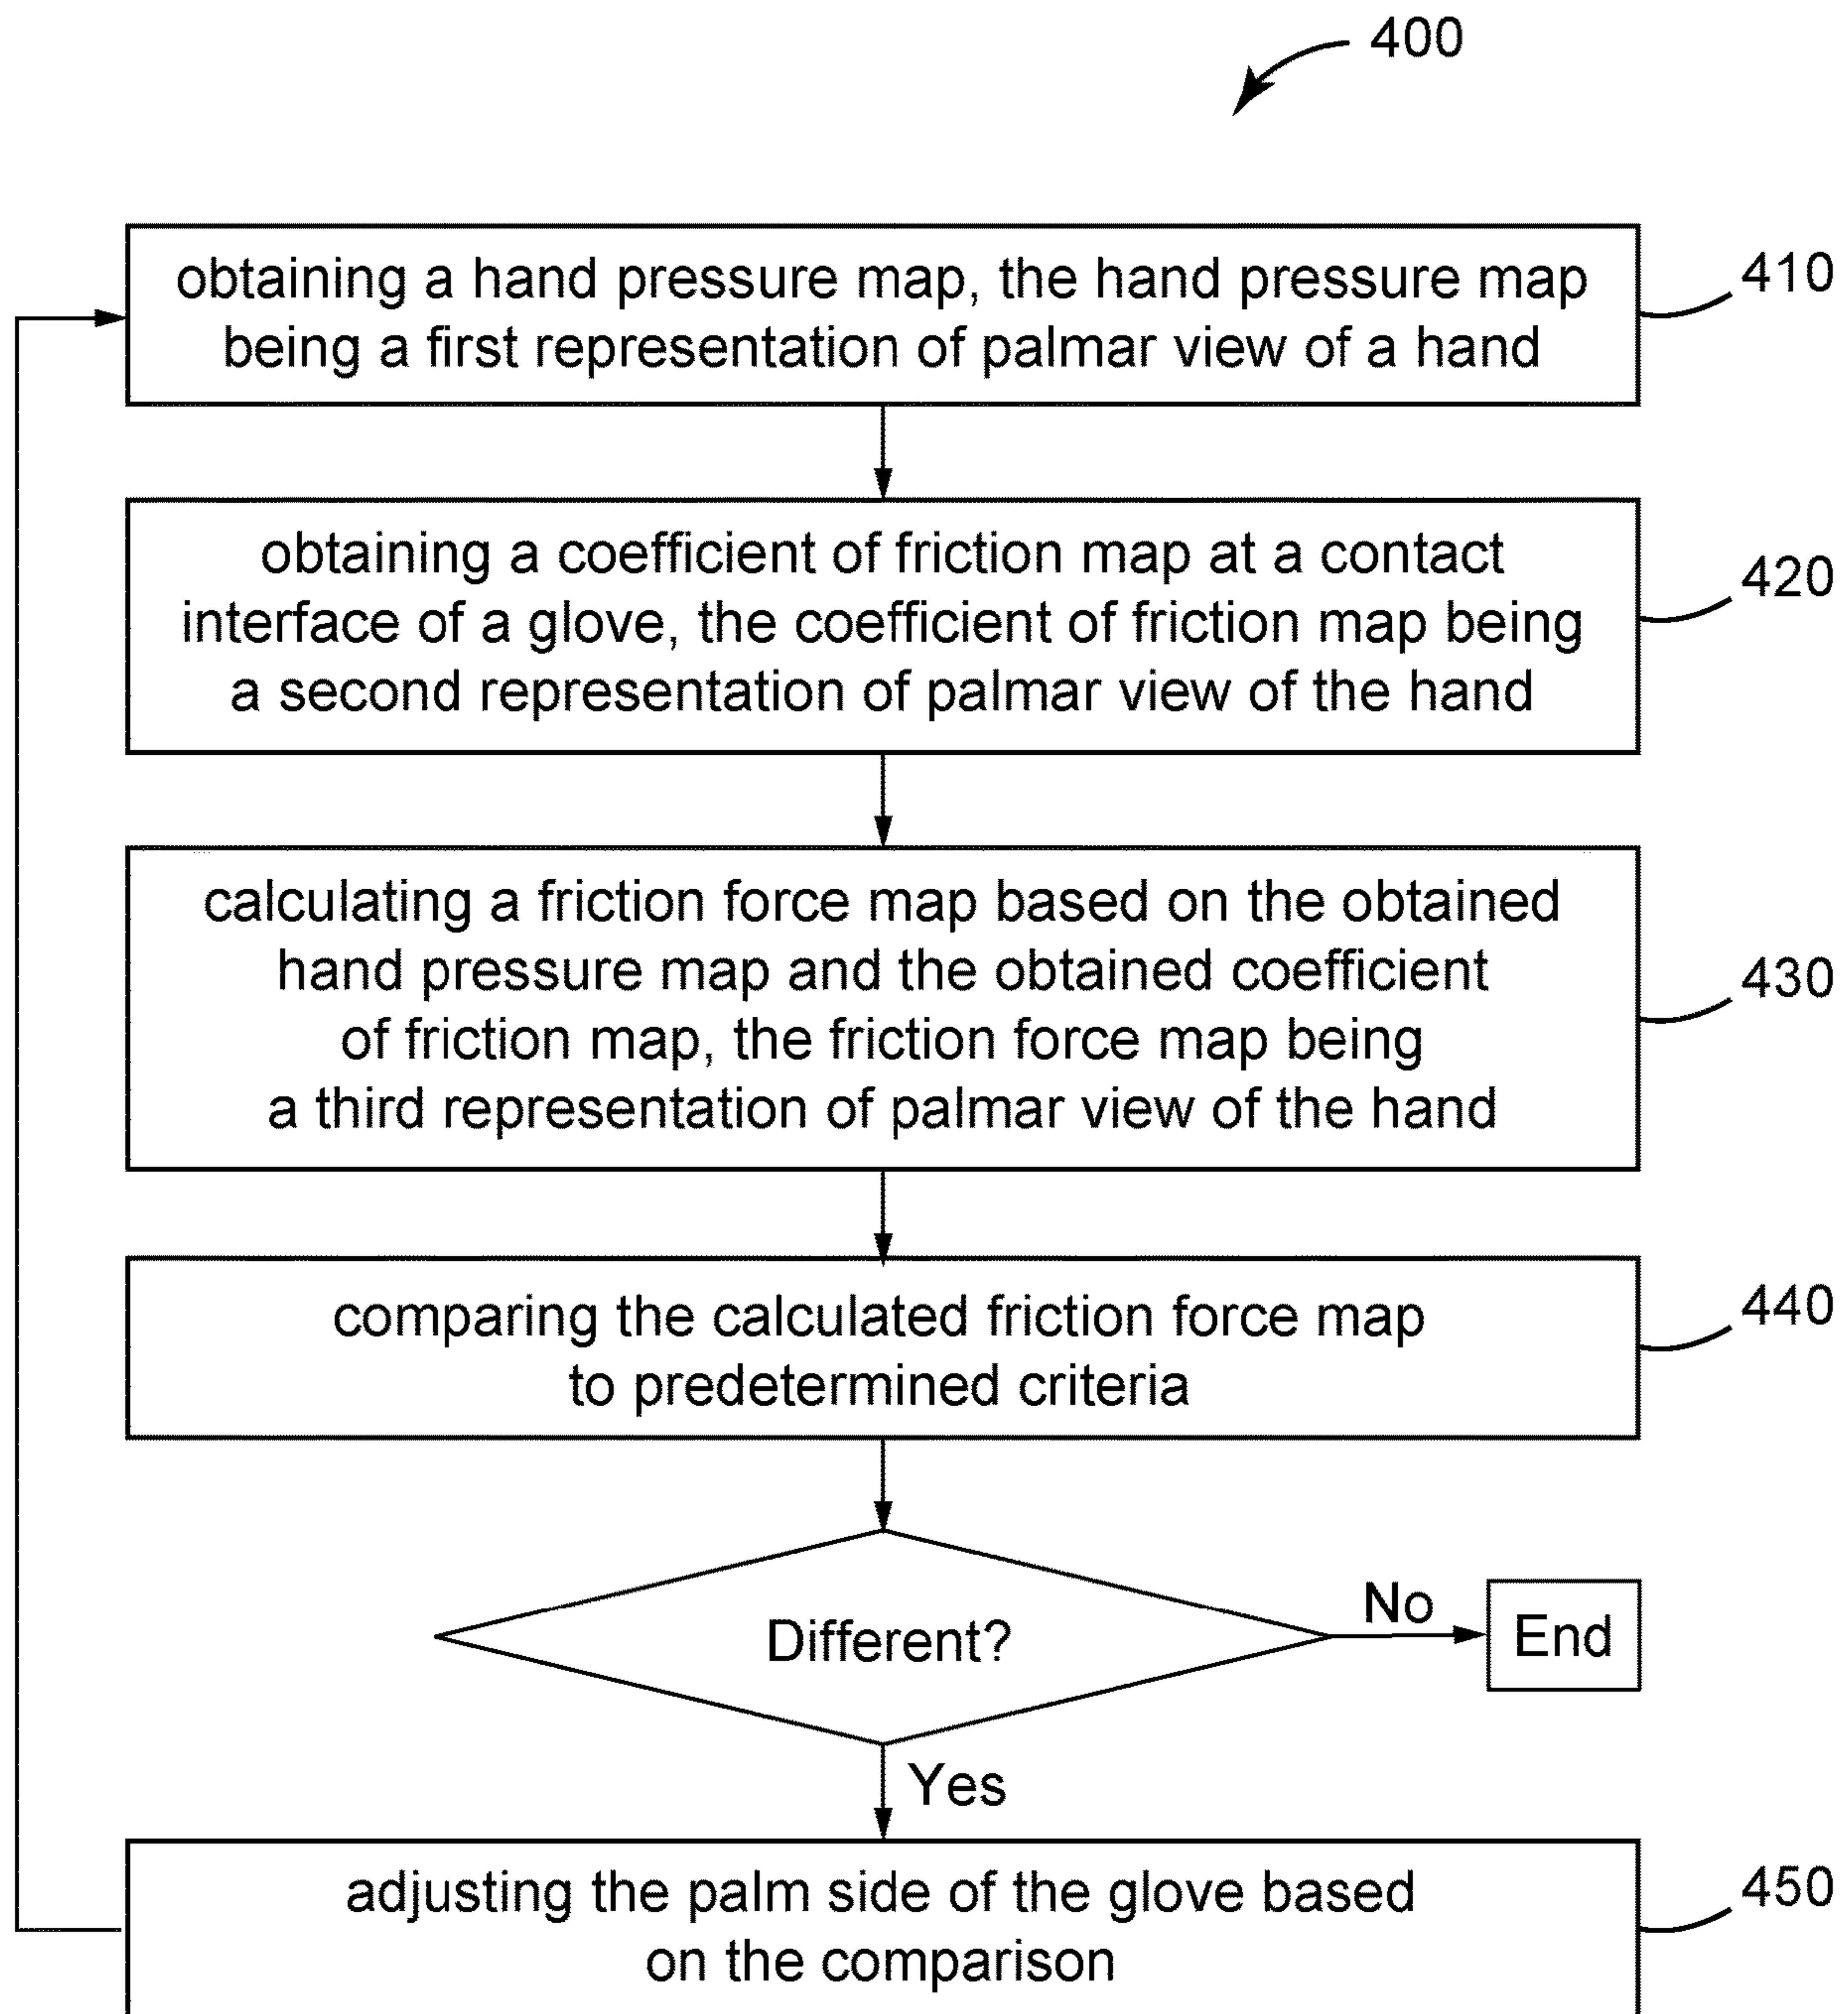 400
obtaining a hand pressure map, the hand pressure map
being a first representation of palmar view of a hand
410
obtaining a coefficient of friction map at a contact
interface of a glove, the coefficient of friction map being
a second representation of palmar view of the hand
420
calculating a friction force map based on the obtained
hand pressure map and the obtained coefficient
of friction map, the friction force map being
a third representation of palmar view of the hand
430
comparing the calculated friction force map
to predetermined criteria
440
Different?
No
End
Yes
adjusting the palm side of the glove based
on the comparison
450